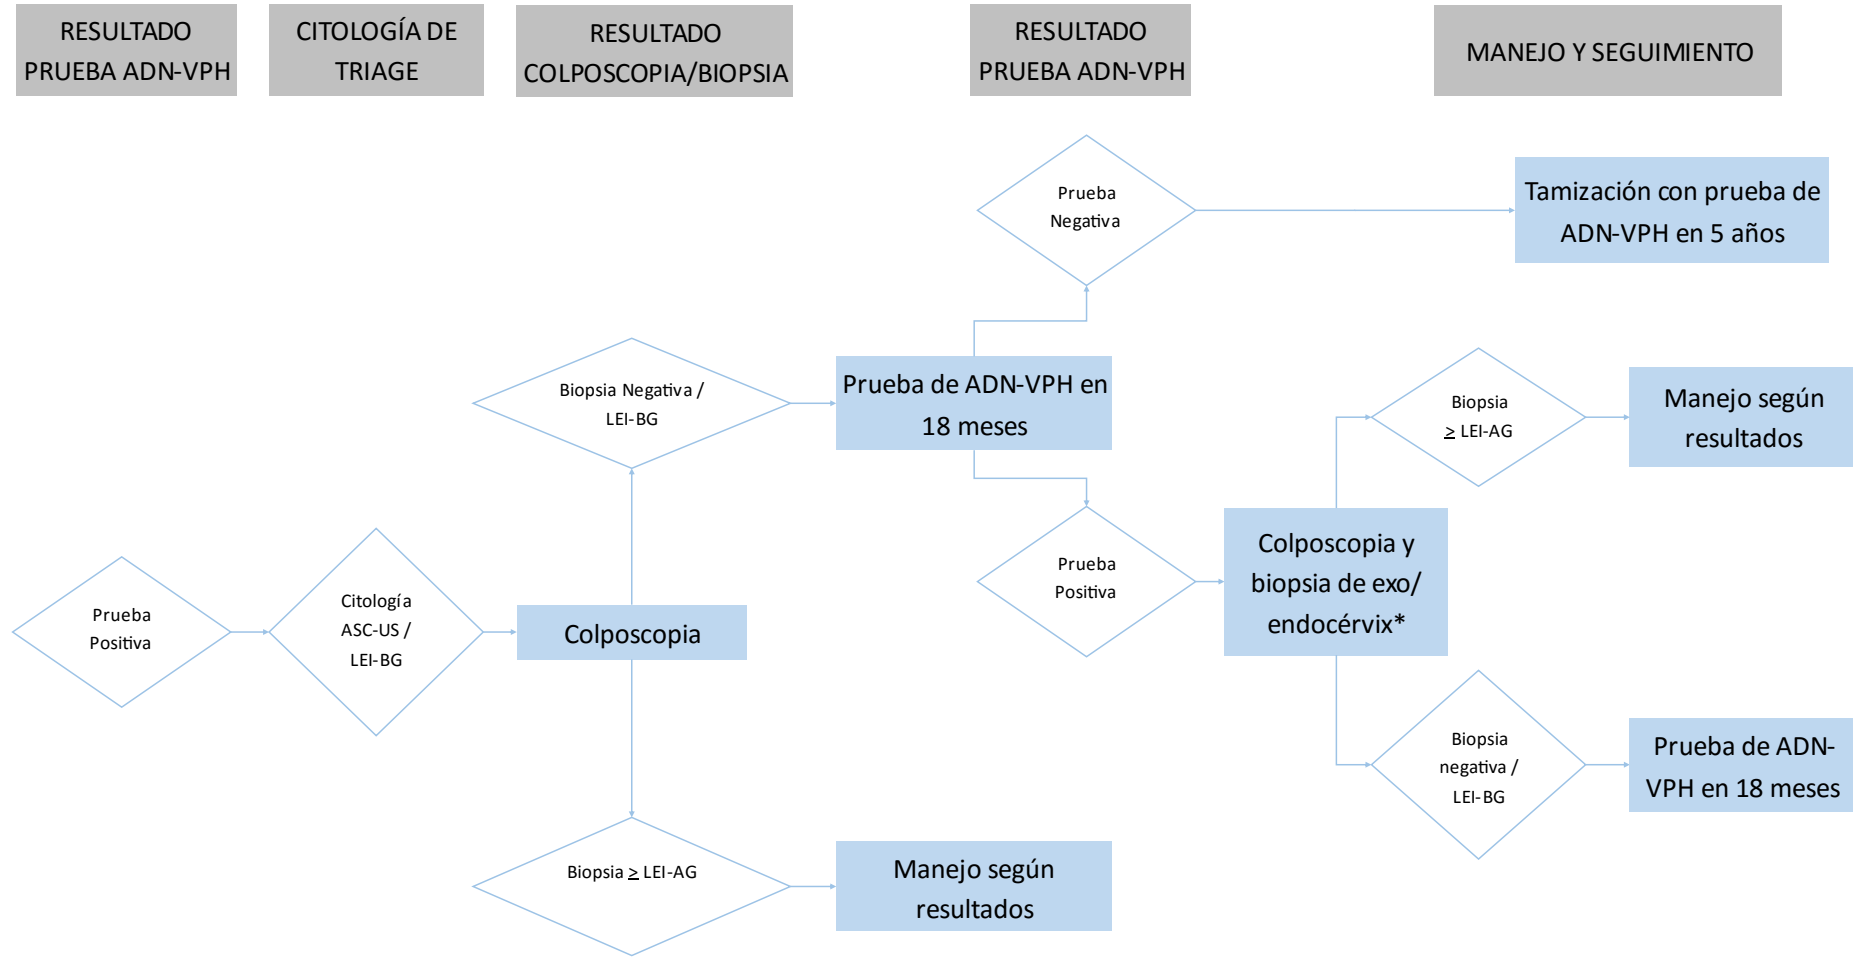 RESULTADO
PRUEBA ADN-VPH
CITOLOGÍA DE
TRIAGE
RESULTADO
COLPOSCOPIA/BIOPSIA
RESULTADO
PRUEBA ADN-VPH
MANEJO Y SEGUIMIENTO
Prueba
Positiva
Citología
ASC-US /
LEI-BG
Colposcopia
Biopsia Negativa /
LEI-BG
Biopsia ≥ LEI-AG
Prueba de ADN-VPH en
18 meses
Manejo según
resultados
Prueba
Negativa
Prueba
Positiva
Tamización con prueba de
ADN-VPH en 5 años
Colposcopia y
biopsia de exo/
endocérvix*
Biopsia
≥ LEI-AG
Manejo según
resultados
Biopsia
negativa /
LEI-BG
Prueba de ADN-
VPH en 18 meses